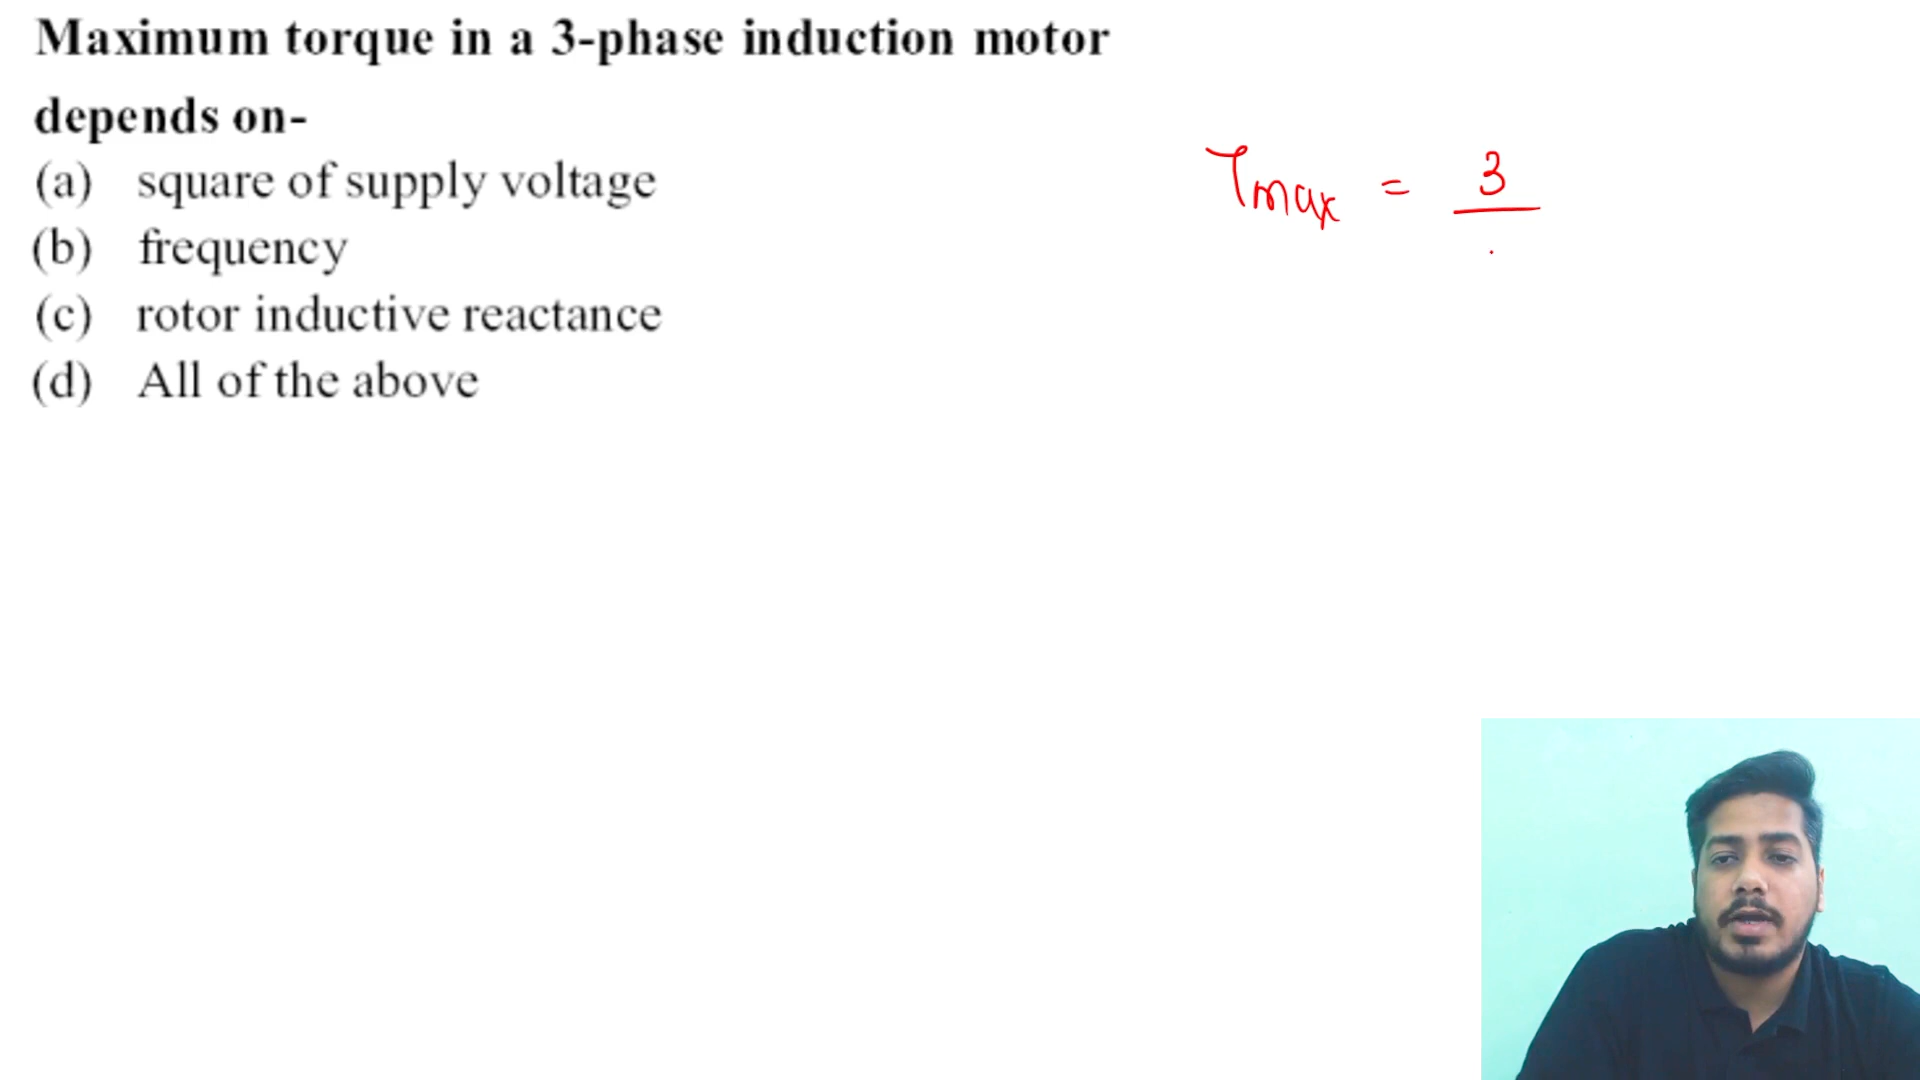 Maximum torque in a 3-phase induction motor
depends on-
(a) square of supply voltage
(b) frequency
(c) rotor inductive reactance
(d) All of the above
Tmax = 3